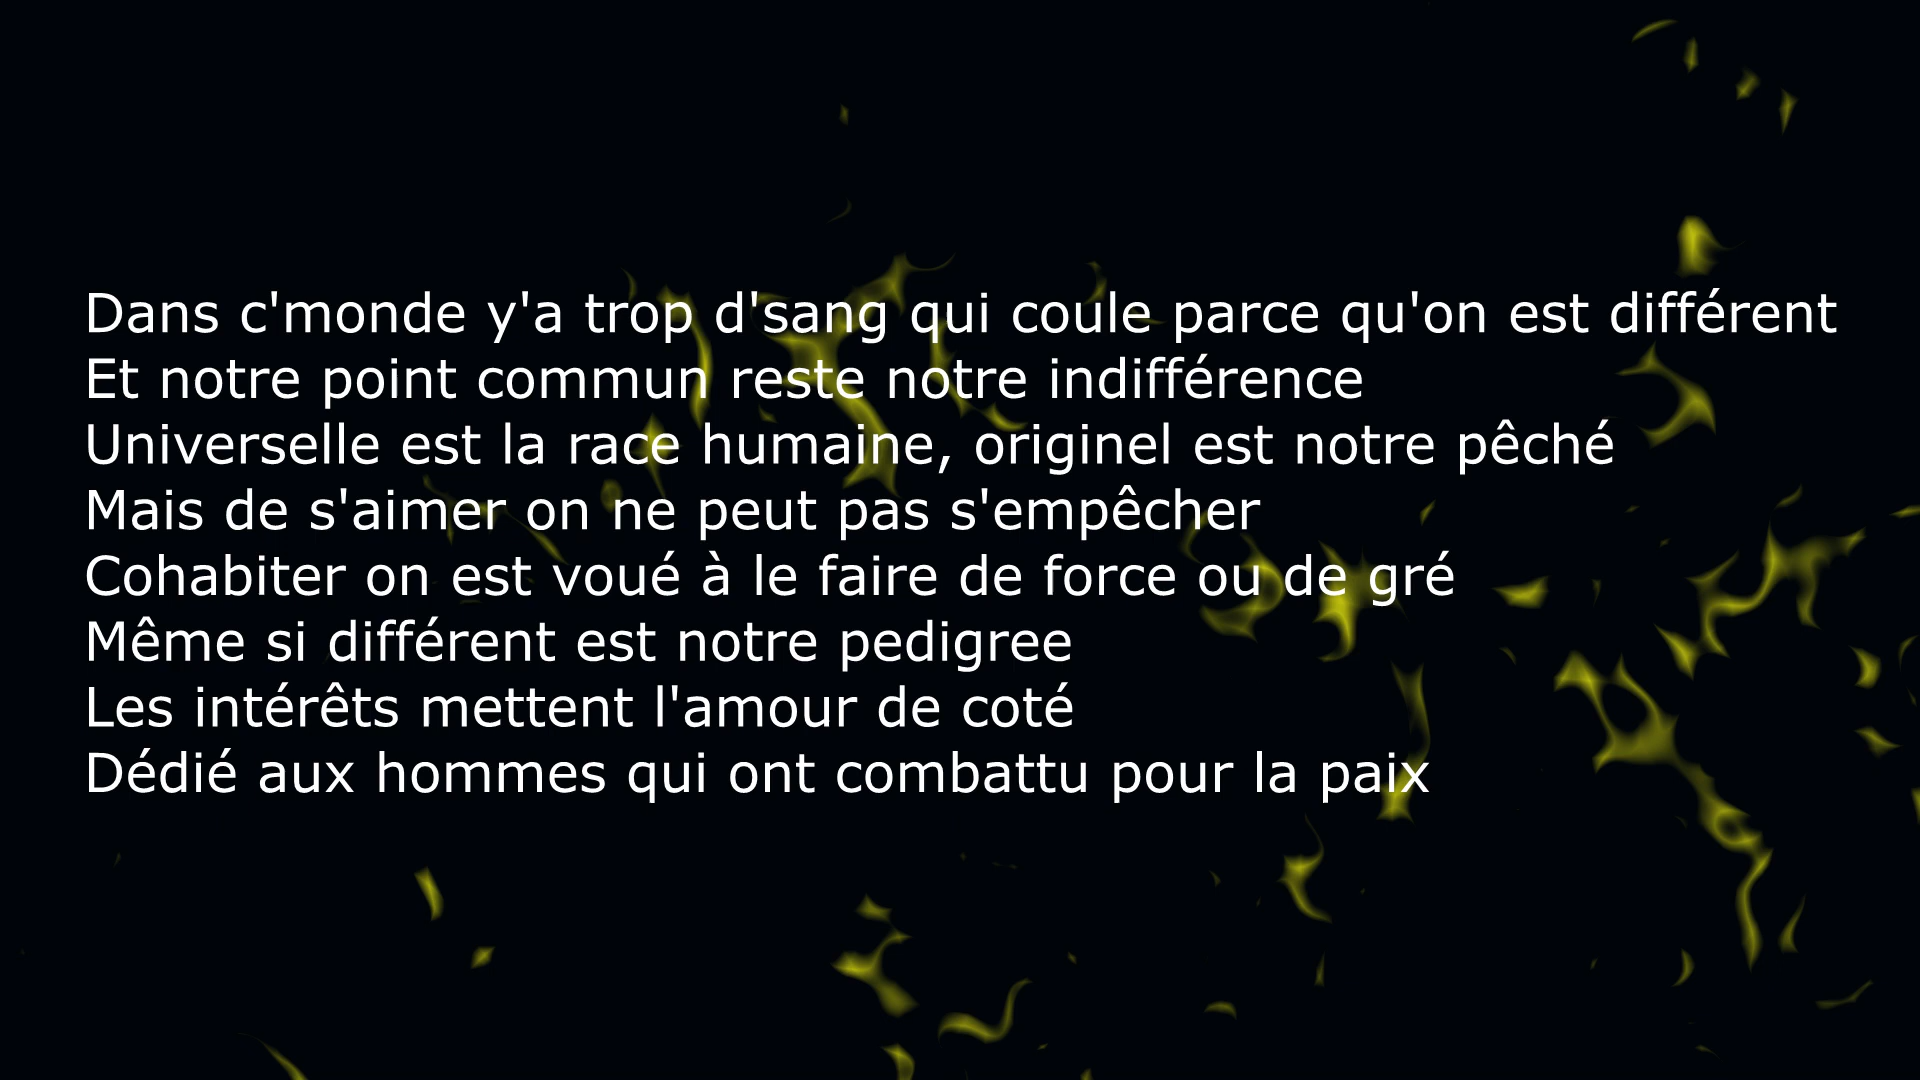 Dans c'monde y'a trop d'sang qui coule parce qu'on est différent
Et notre point commun reste notre indifférence
Universelle est la race humaine, originel est notre pêché
Mais de s'aimer on ne peut pas s'empêcher
Cohabiter on est voué à le faire de force ou de gré
Même si différent est notre pedigree
Les intérêts mettent l'amour de coté
Dédié aux hommes qui ont combattu pour la paix